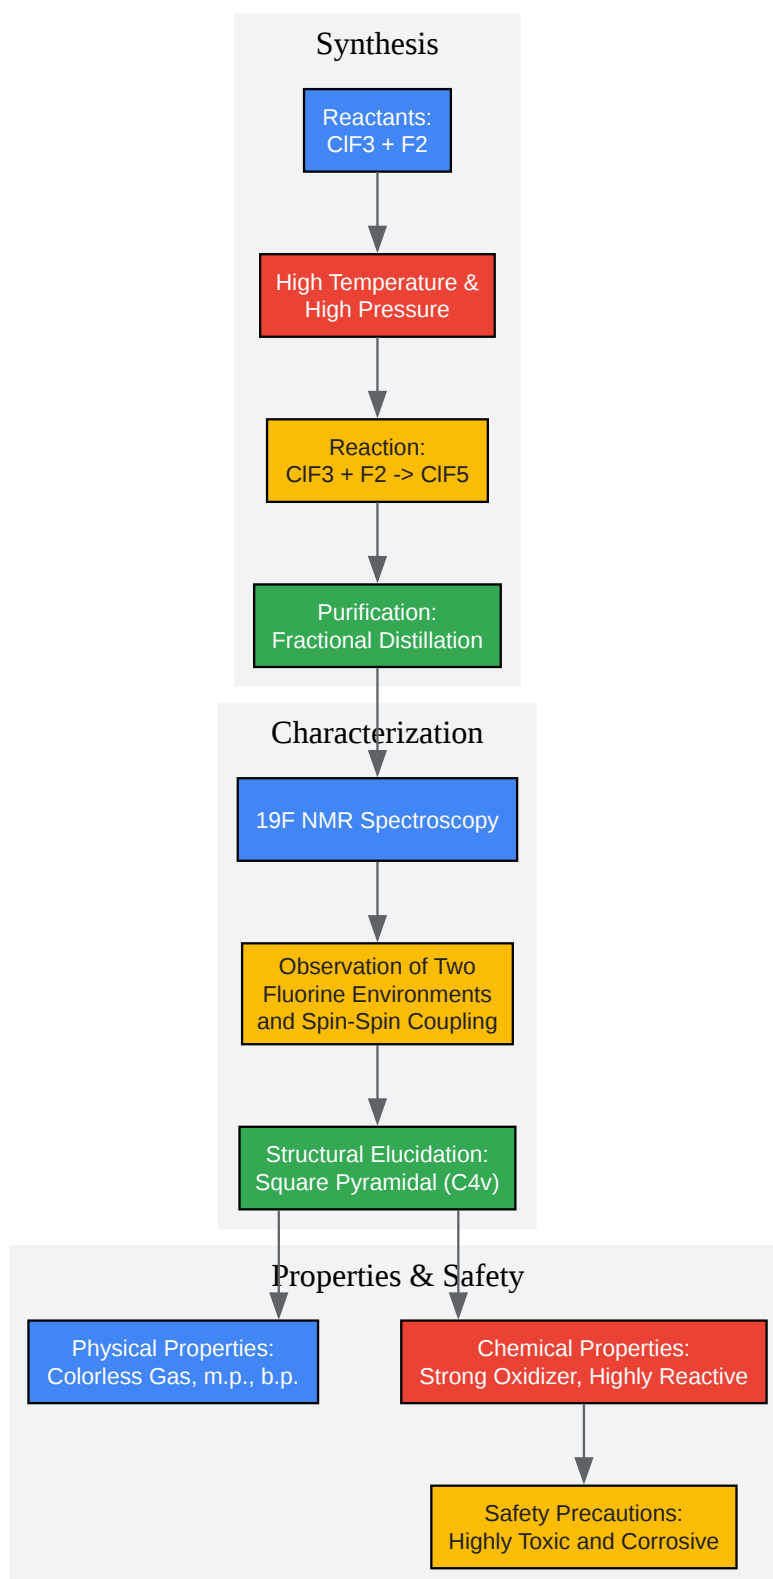 Synthesis
Reactants:
ClF3 + F2
High Temperature &
High Pressure
Reaction:
ClF3 + F2 -> ClF5
Purification:
Fractional Distillation
Characterization
19F NMR Spectroscopy
Observation of Two
Fluorine Environments
and Spin-Spin Coupling
Structural Elucidation:
Square Pyramidal (C4v)
Properties & Safety
Physical Properties:
Colorless Gas, m.p., b.p.
Chemical Properties:
Strong Oxidizer, Highly Reactive
Safety Precautions:
Highly Toxic and Corrosive